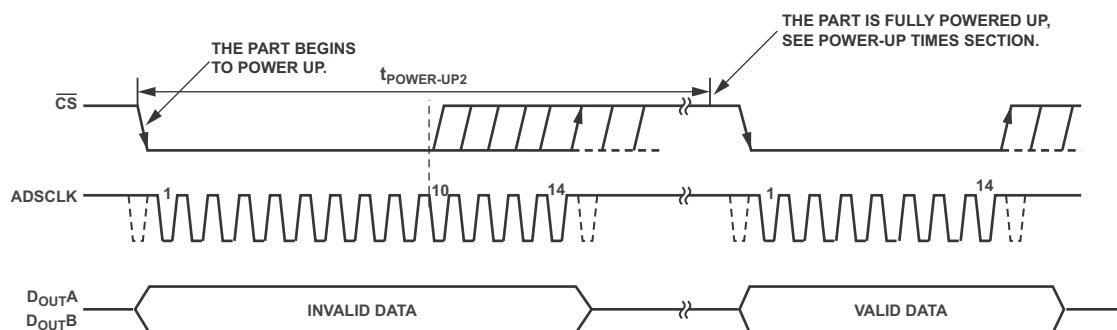 THE PART BEGINS
TO POWER UP.
tPOWER-UP2
THE PART IS FULLY POWERED UP,
SEE POWER-UP TIMES SECTION.
CS
ADSCLK
1
10
14
1
14
DOUTA
DOUTB
INVALID DATA
VALID DATA